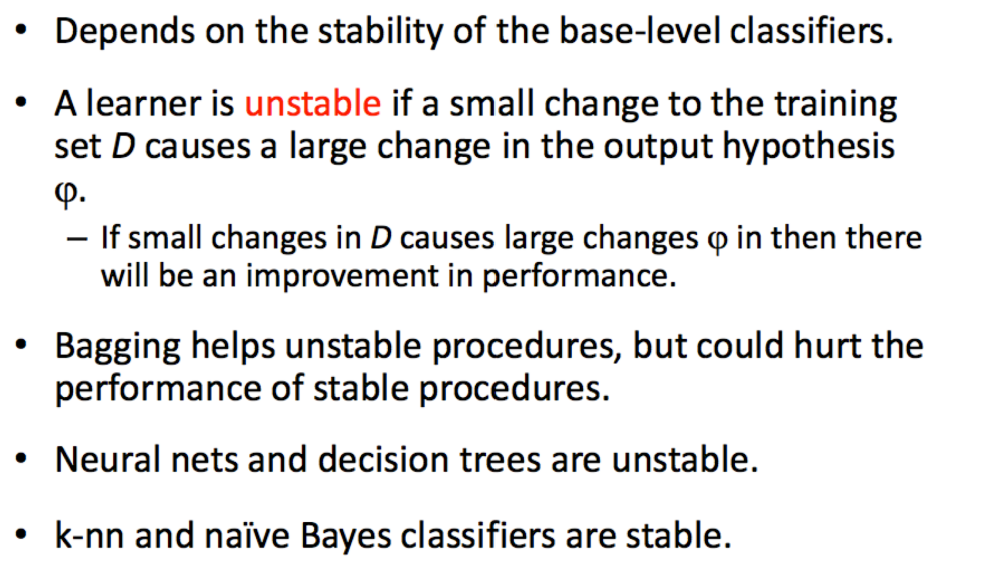 • Depends on the stability of the base-level classifiers.
• A learner is unstable if a small change to the training
set D causes a large change in the output hypothesis
φ.
– If small changes in D causes large changes φ in then there
will be an improvement in performance.
• Bagging helps unstable procedures, but could hurt the
performance of stable procedures.
• Neural nets and decision trees are unstable.
• k-nn and naïve Bayes classifiers are stable.